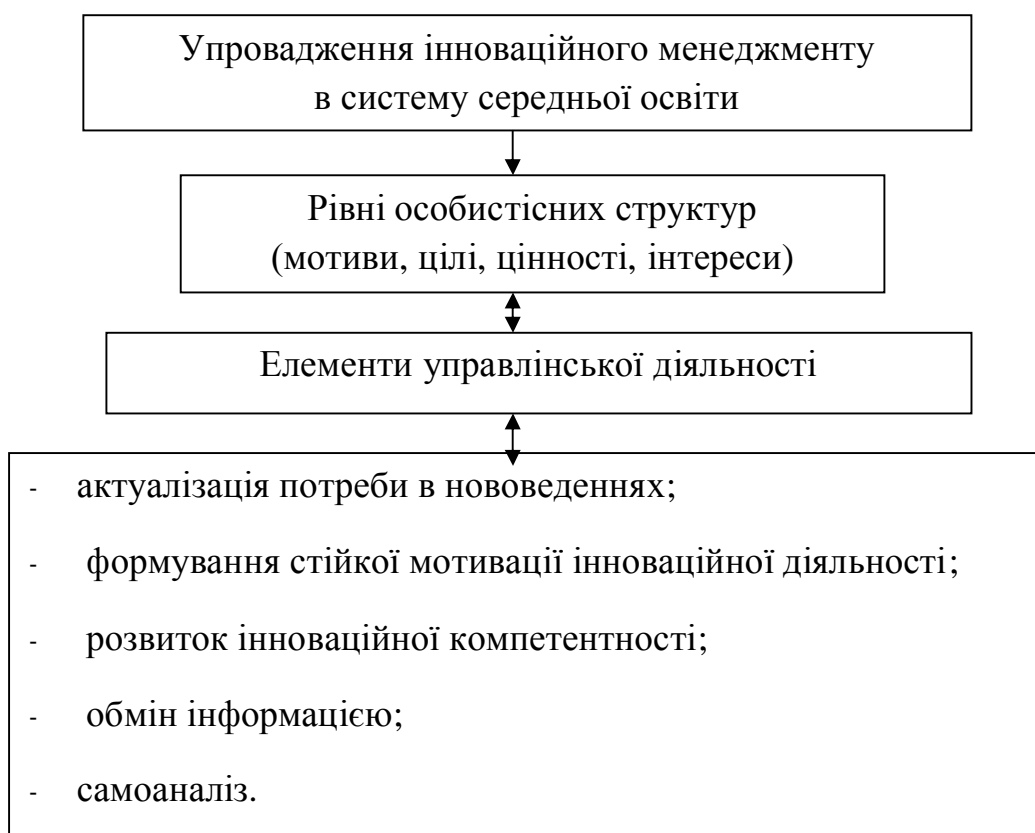 Упровадження інноваційного менеджменту
в систему середньої освіти
Рівні особистісних структур
(мотиви, цілі, цінності, інтереси)
Елементи управлінської діяльності
- актуалізація потреби в нововеденнях;
- формування стійкої мотивації інноваційної діяльності;
- розвиток інноваційної компетентності;
- обмін інформацією;
- самоаналіз.